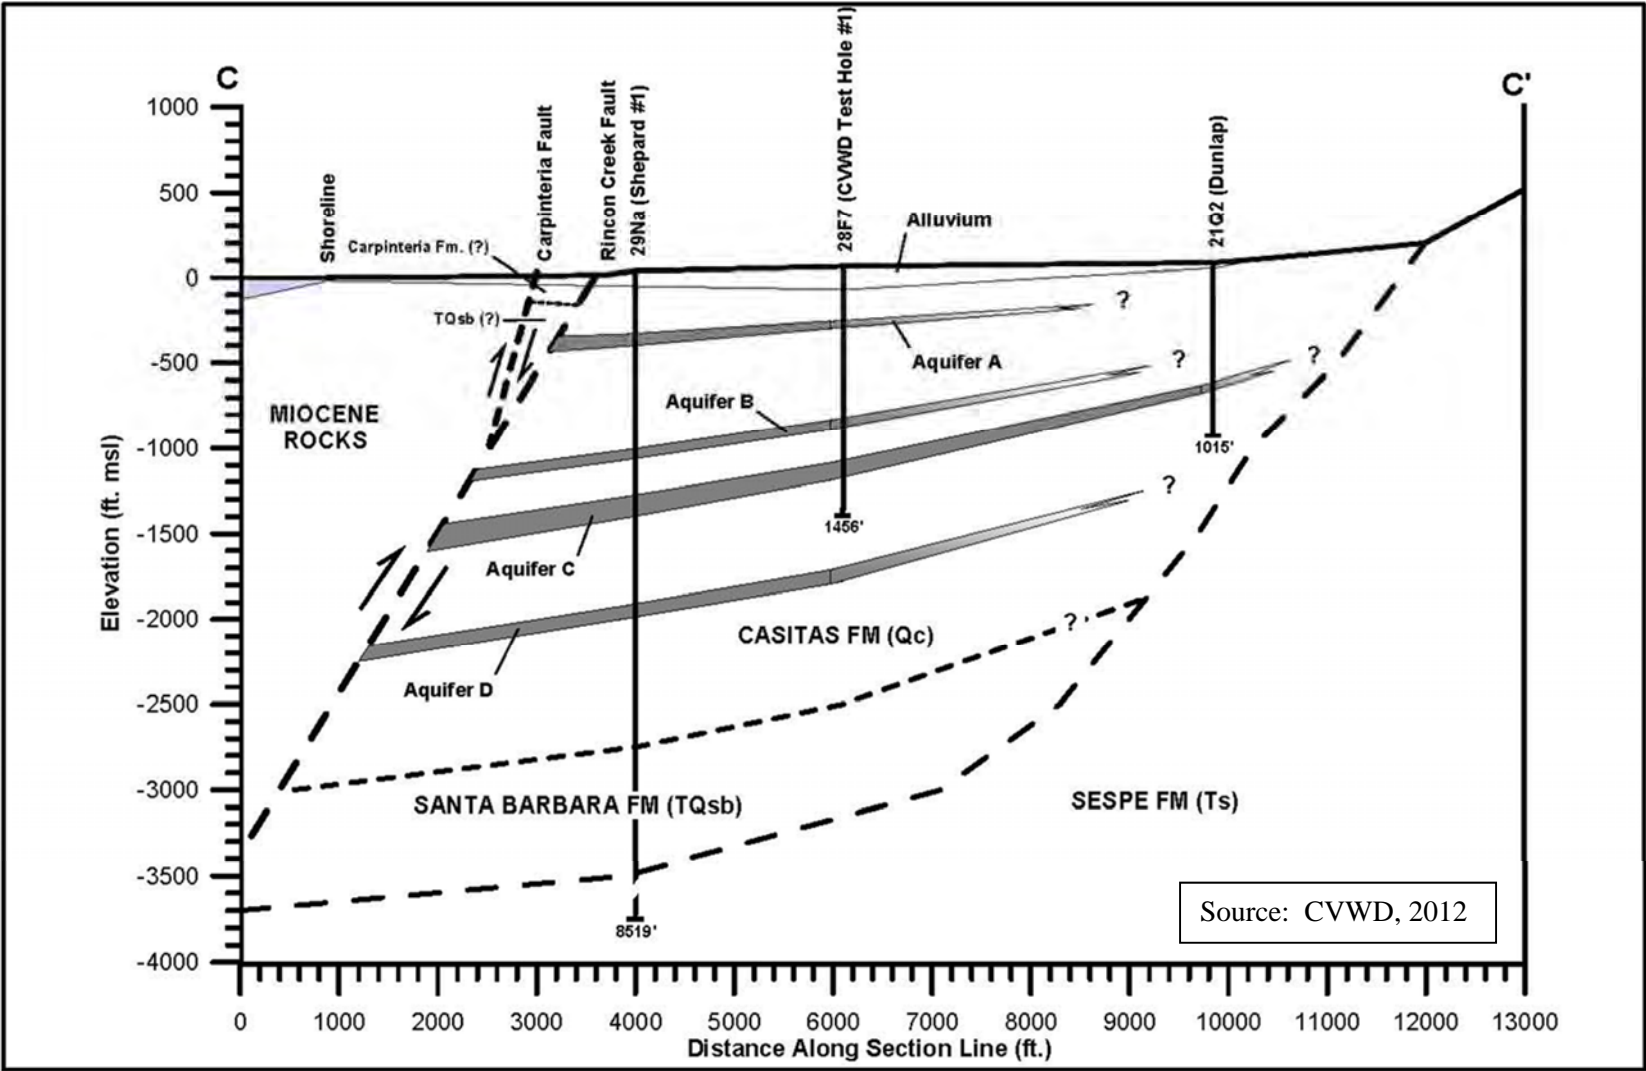 C
C'
Shoreline
Carpinteria Fault
Rincon Creek Fault
29Na (Shepard #1)
28F7 (CVWD Test Hole #1)
21Q2 (Dunlap)
1000
500
0
-500
-1000
-1500
-2000
-2500
-3000
-3500
-4000
Elevation (ft. msl)
Carpinteria Fm. (?)
Alluvium
TQsb (?)
?
Aquifer A
?
?
Aquifer B
MIOCENE
ROCKS
1015'
?
1456'
Aquifer C
?
CASITAS FM (Qc)
Aquifer D
SANTA BARBARA FM (TQsb)
SESPE FM (Ts)
8519'
Source: CVWD, 2012
0 1000 2000 3000 4000 5000 6000 7000 8000 9000 10000 11000 12000 13000
Distance Along Section Line (ft.)